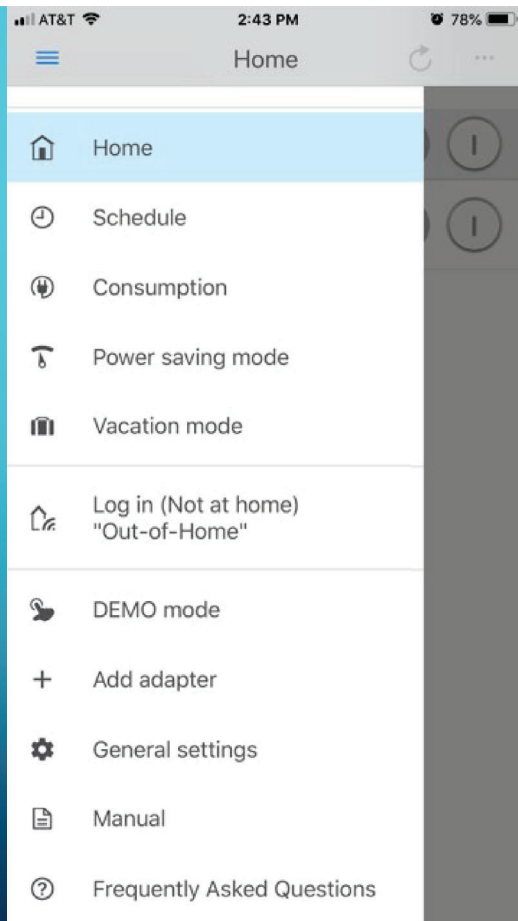 AT&T 2:43 PM 78%
Home
Home
Schedule
Consumption
Power saving mode
Vacation mode
Log in (Not at home)
"Out-of-Home"
DEMO mode
Add adapter
General settings
Manual
Frequently Asked Questions